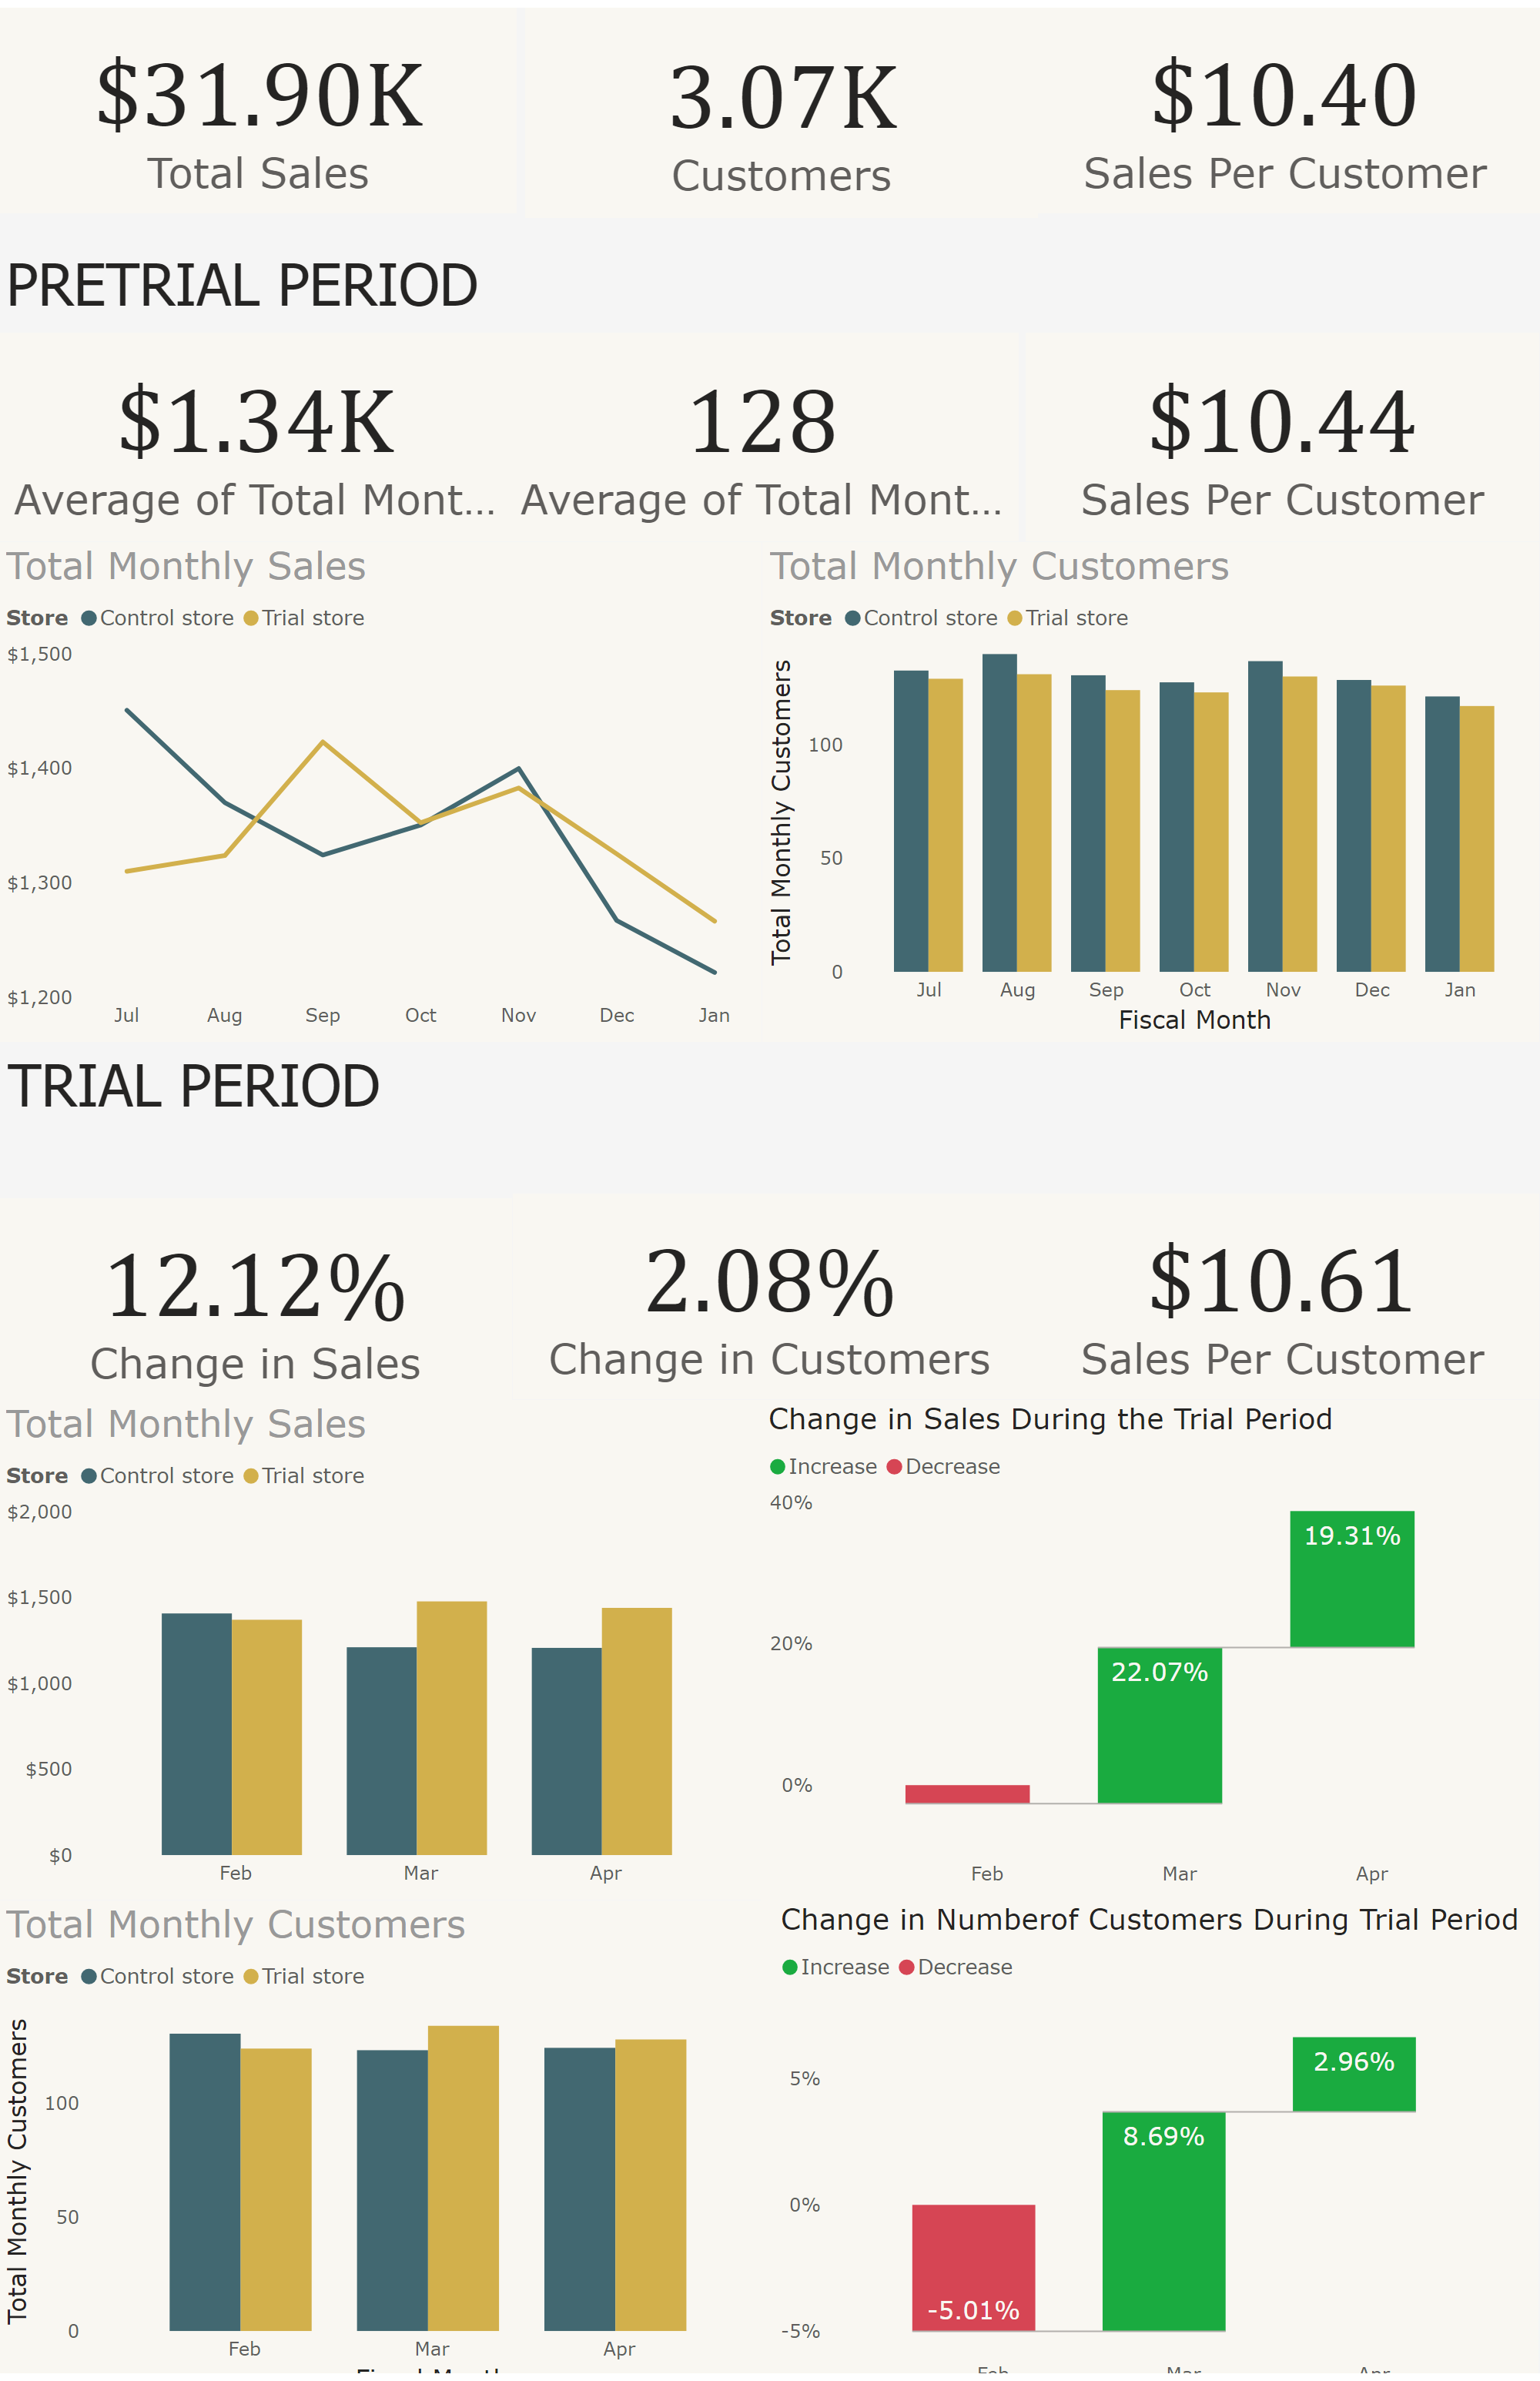 $31.90K
Total Sales
3.07K
Customers
$10.40
Sales Per Customer
PRETRIAL PERIOD
$1.34K
Average of Total Mont...
128
Average of Total Mont...
$10.44
Sales Per Customer
Total Monthly Sales
Store Control store Trial store
$1,500
$1,400
$1,300
$1,200
Jul Aug Sep Oct Nov Dec Jan
Total Monthly Customers
Store Control store Trial store
Total Monthly Customers
100
50
0
Jul Aug Sep Oct Nov Dec Jan
Fiscal Month
TRIAL PERIOD
12.12%
Change in Sales
2.08%
Change in Customers
$10.61
Sales Per Customer
Total Monthly Sales
Store Control store Trial store
$2,000
$1,500
$1,000
$500
$0
Feb Mar Apr
Change in Sales During the Trial Period
Increase Decrease
40%
20%
0%
19.31%
22.07%
Feb Mar Apr
Total Monthly Customers
Store Control store Trial store
Total Monthly Customers
100
50
0
Feb Mar Apr
Fiscal Month
Change in Numberof Customers During Trial Period
Increase Decrease
5%
0%
-5%
2.96%
8.69%
-5.01%
Feb Mar Apr